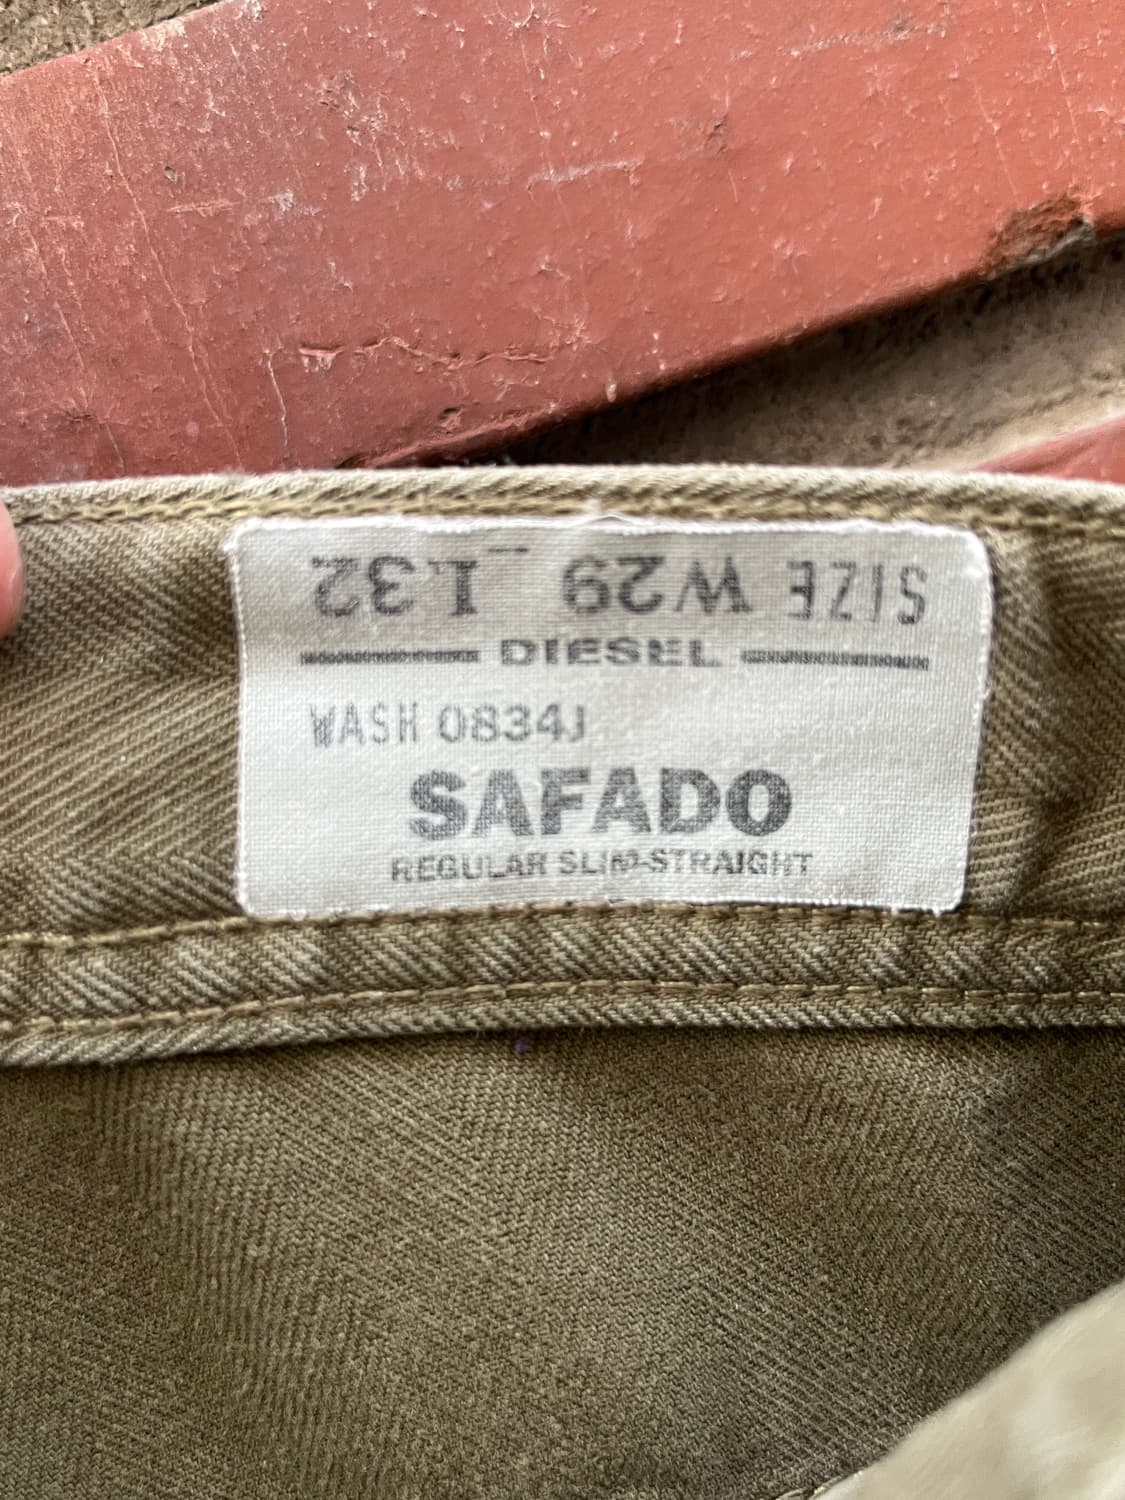 SIZE W29 L32
DIESEL
WASH 0834J
SAFADO
REGULAR SLIM-STRAIGHT